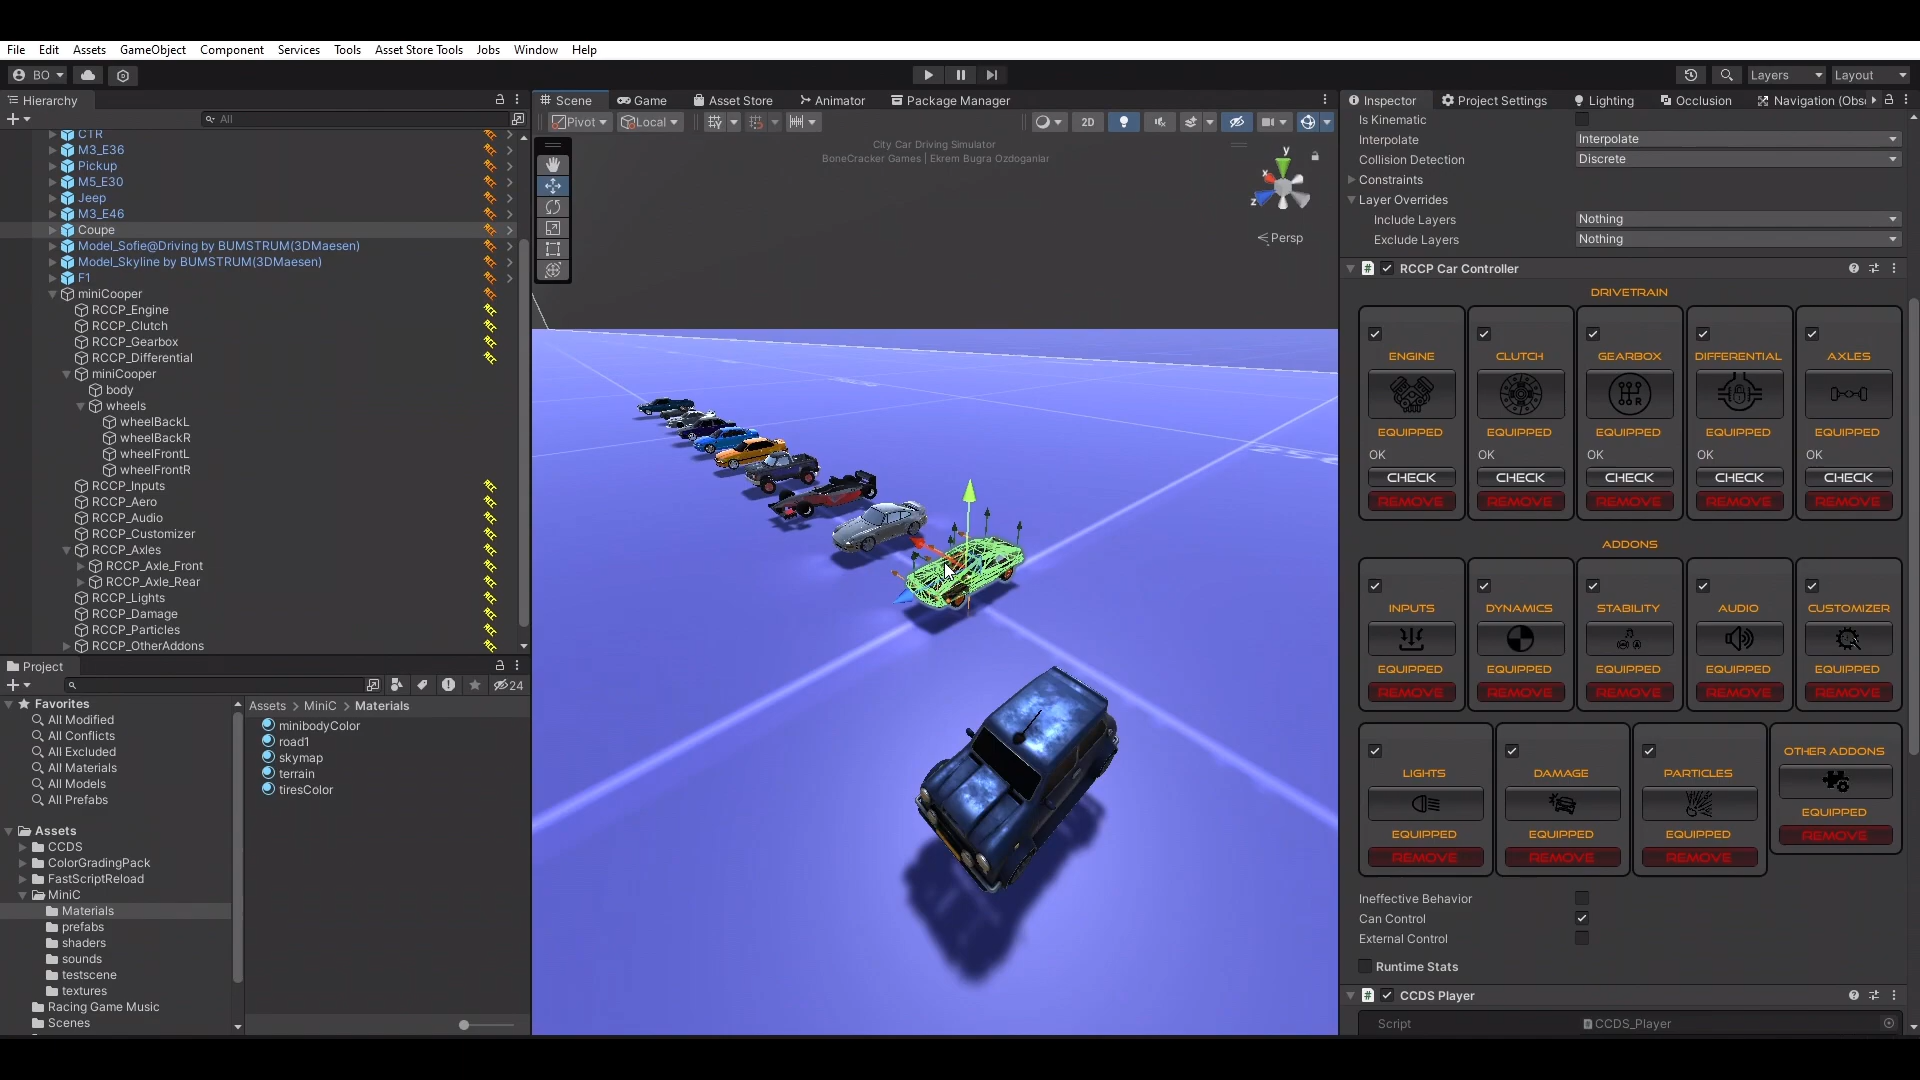 File Edit Assets GameObject Component Services Tools Asset Store Tools Jobs Window Help
BO Layers Layout
Hierarchy
All
CTR
M3_E36
Pickup
M5_E30
Jeep
M3_E46
Coupe
Model_Sofie@Driving by BUMSTRUM(3DMaesen)
Model_Skyline by BUMSTRUM(3DMaesen)
F1
miniCooper
RCCP_Engine
RCCP_Clutch
RCCP_Gearbox
RCCP_Differential
miniCooper
body
wheels
wheelBackL
wheelBackR
wheelFrontL
wheelFrontR
RCCP_Inputs
RCCP_Aero
RCCP_Audio
RCCP_Customizer
RCCP_Axles
RCCP_Axle_Front
RCCP_Axle_Rear
RCCP_Lights
RCCP_Damage
RCCP_Particles
RCCP_OtherAddons
Project
24
Favorites
All Modified
All Conflicts
All Excluded
All Materials
All Models
All Prefabs
Assets
CCDS
ColorGradingPack
FastScriptReload
MiniC
Materials
prefabs
shaders
sounds
testscene
textures
Racing Game Music
Scenes
Assets > MiniC > Materials
minibodyColor
road1
skymap
terrain
tiresColor
Scene Game Asset Store Animator Package Manager
Pivot Local 2D
City Car Driving Simulator
BoneCracker Games | Ekrem Bugra Ozdoganlar
y
x
z
Persp
Inspector Project Settings Lighting Occlusion Navigation (Obs
Is Kinematic
Interpolate Interpolate
Collision Detection Discrete
Constraints
Layer Overrides
Include Layers Nothing
Exclude Layers Nothing
# RCCP Car Controller
DRIVETRAIN
ENGINE CLUTCH GEARBOX DIFFERENTIAL AXLES
R
EQUIPPED EQUIPPED EQUIPPED EQUIPPED EQUIPPED
OK OK OK OK OK
CHECK CHECK CHECK CHECK CHECK
REMOVE REMOVE REMOVE REMOVE REMOVE
ADDONS
INPUTS DYNAMICS STABILITY AUDIO CUSTOMIZER
EQUIPPED EQUIPPED EQUIPPED EQUIPPED EQUIPPED
REMOVE REMOVE REMOVE REMOVE REMOVE
LIGHTS DAMAGE PARTICLES OTHER ADDONS
EQUIPPED EQUIPPED EQUIPPED EQUIPPED
REMOVE REMOVE REMOVE REMOVE
Ineffective Behavior
Can Control
External Control
Runtime Stats
# CCDS Player
Script CCDS_Player